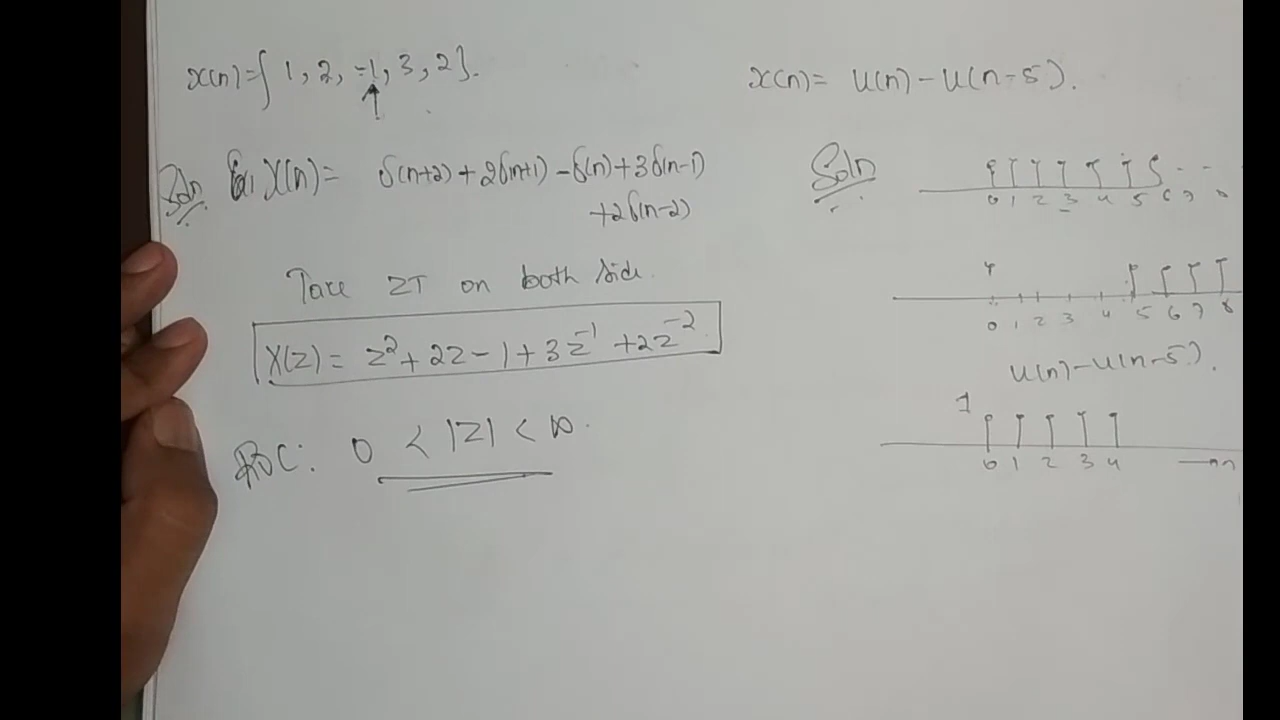 x(n)={ 1, 2, -1, 3, 2}.
↑
Soln X(n) = δ(n+2) + 2δ(n+1) - δ(n) + 3δ(n-1)
+2δ(n-2)
Take ZT on both side.
X(z) = z² + 2z - 1 + 3z⁻¹ + 2z⁻²
ROC: 0 < |z| < ∞.
x(n)= u(n) - u(n-5).
Soln
0 1 2 3 4 5 6 7 8
0 1 2 3 4 5 6 7 8
u(n)-u(n-5).
1
0 1 2 3 4 →n